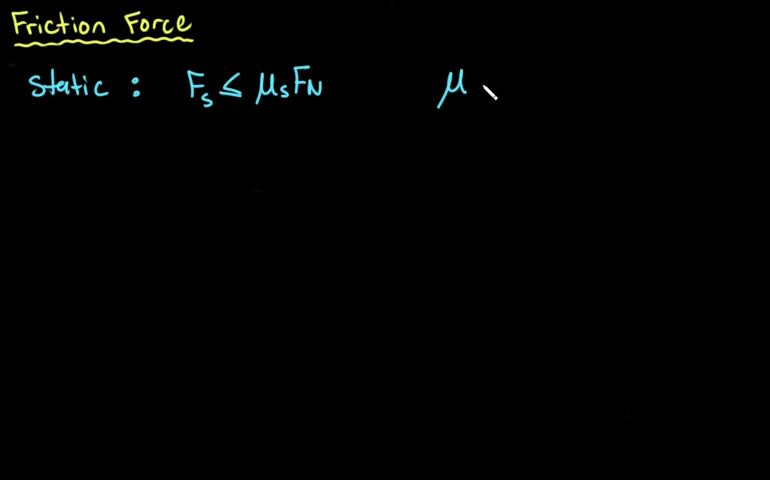 Friction Force
Static : Fs ≤ μsFN μ